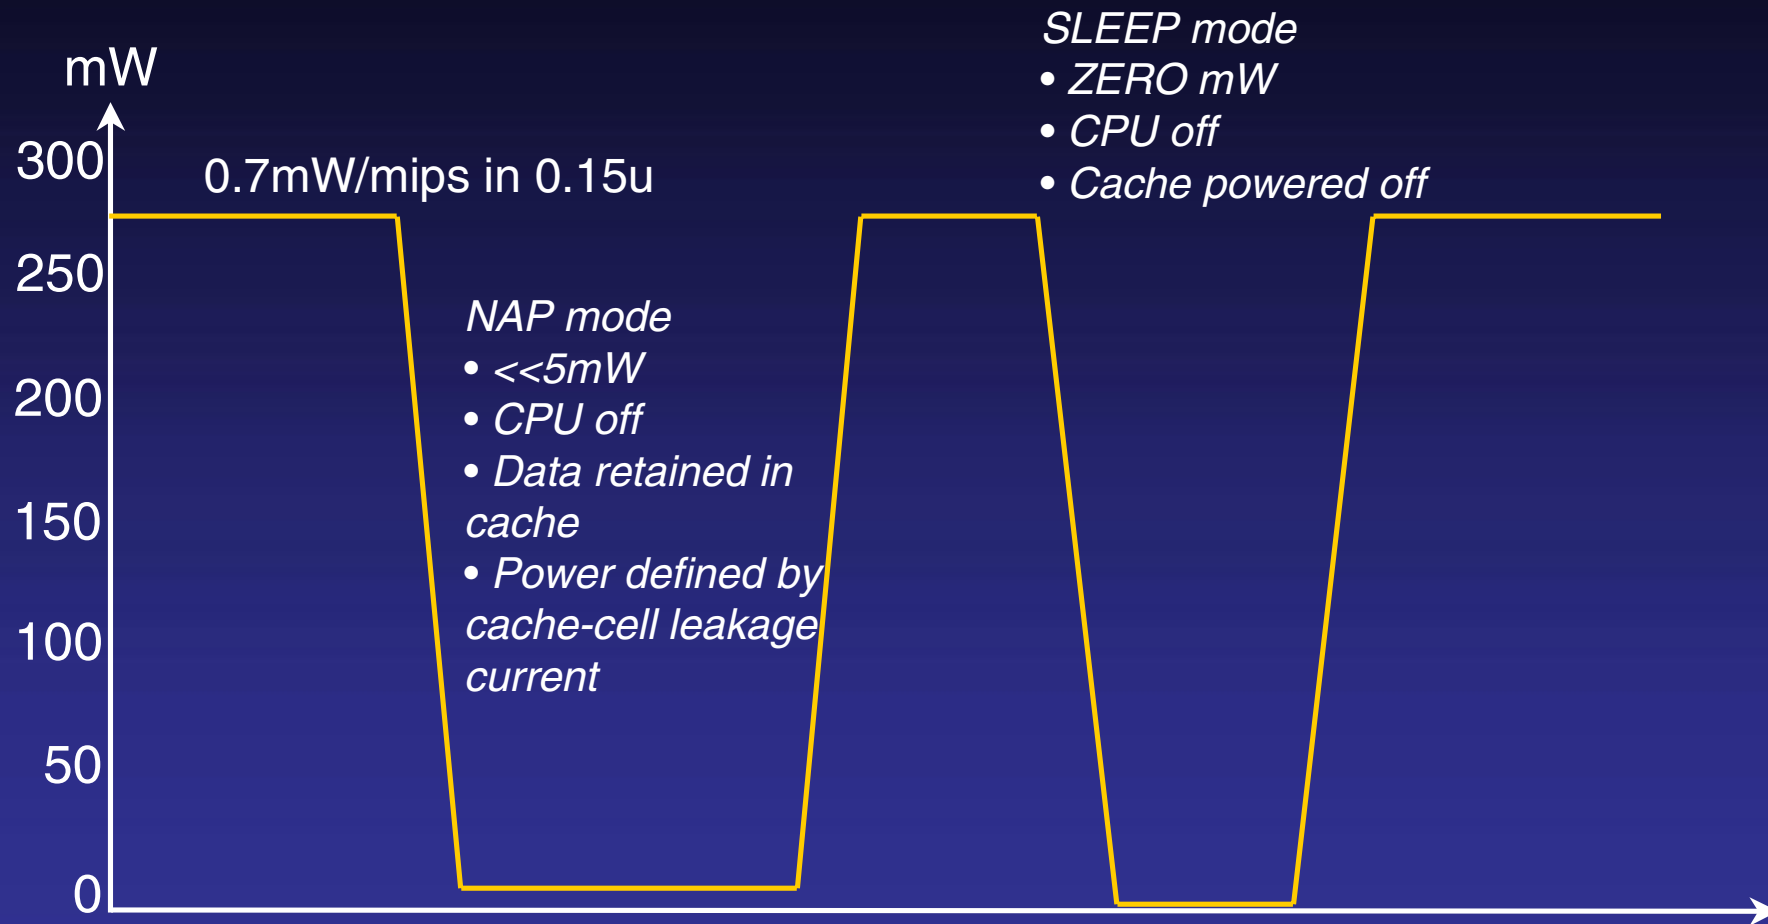 SLEEP mode
• ZERO mW
• CPU off
• Cache powered off
mW
300
0.7mW/mips in 0.15u
250
NAP mode
• <<5mW
• CPU off
• Data retained in
cache
• Power defined by
cache-cell leakage
current
200
150
100
50
0